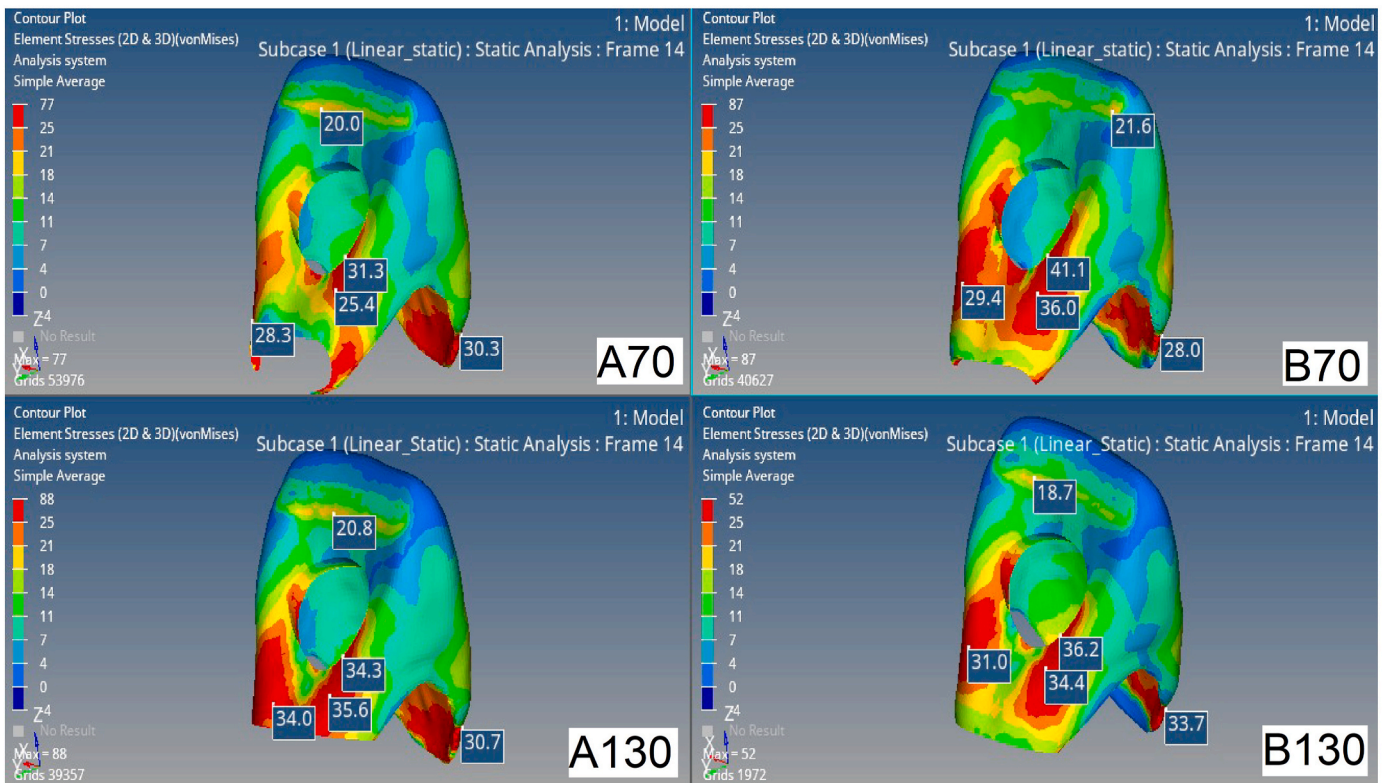 Contour Plot
1: Model
Element Stresses (2D & 3D)(vonMises)
Subcase 1 (Linear_static) : Static Analysis : Frame 14
Analysis system
Simple Average
77
25
21
18
14
11
7
4
0
-4
Z
No Result
X
Y
Max = 77
Grids 53976
20.0
31.3
25.4
28.3
30.3
A70
Contour Plot
1: Model
Element Stresses (2D & 3D)(vonMises)
Subcase 1 (Linear_static) : Static Analysis : Frame 14
Analysis system
Simple Average
87
25
21
18
14
11
7
4
0
-4
Z
No Result
X
Y
Max = 87
Grids 40627
21.6
41.1
29.4
36.0
28.0
B70
Contour Plot
1: Model
Element Stresses (2D & 3D)(vonMises)
Subcase 1 (Linear_Static) : Static Analysis : Frame 14
Analysis system
Simple Average
88
25
21
18
14
11
7
4
0
-4
Z
No Result
X
Y
Max = 88
Grids 39357
20.8
34.3
35.6
34.0
30.7
A130
Contour Plot
1: Model
Element Stresses (2D & 3D)(vonMises)
Subcase 1 (Linear_Static) : Static Analysis : Frame 14
Analysis system
Simple Average
52
25
21
18
14
11
7
4
0
-4
Z
No Result
X
Y
Max = 52
Grids 1972
18.7
36.2
31.0
34.4
33.7
B130